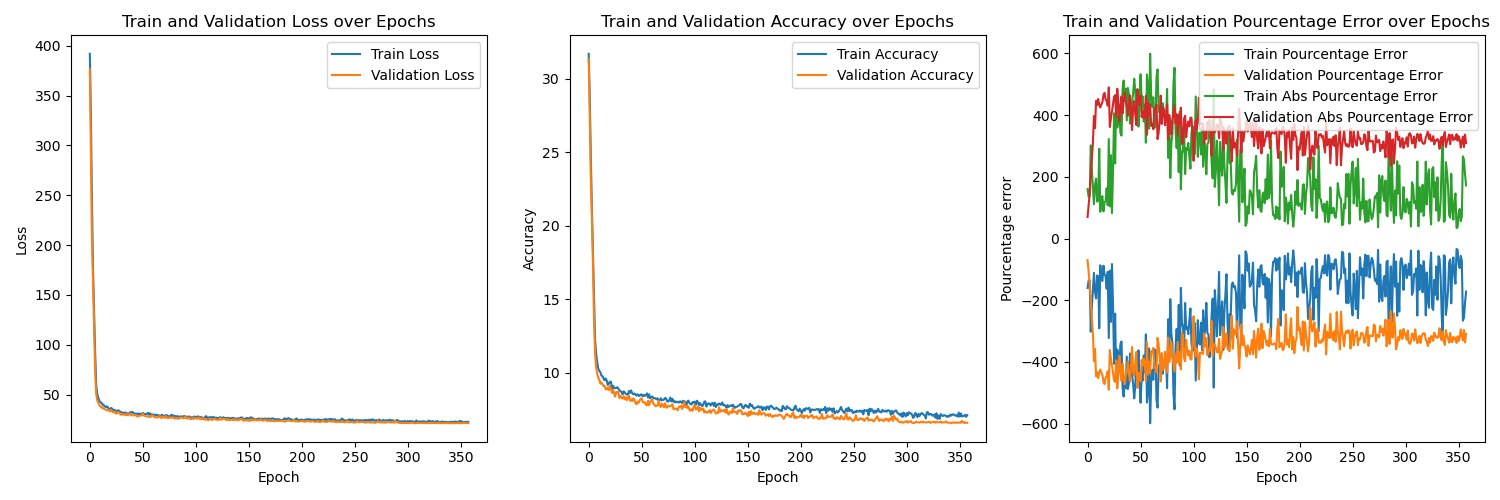 Train and Validation Loss over Epochs
400
350
300
250
200
150
100
50
Loss
0 50 100 150 200 250 300 350
Epoch
Train Loss
Validation Loss
Train and Validation Accuracy over Epochs
30
25
20
15
10
Accuracy
0 50 100 150 200 250 300 350
Epoch
Train Accuracy
Validation Accuracy
Train and Validation Pourcentage Error over Epochs
600
400
200
0
−200
−400
−600
Pourcentage error
0 50 100 150 200 250 300 350
Epoch
Train Pourcentage Error
Validation Pourcentage Error
Train Abs Pourcentage Error
Validation Abs Pourcentage Error